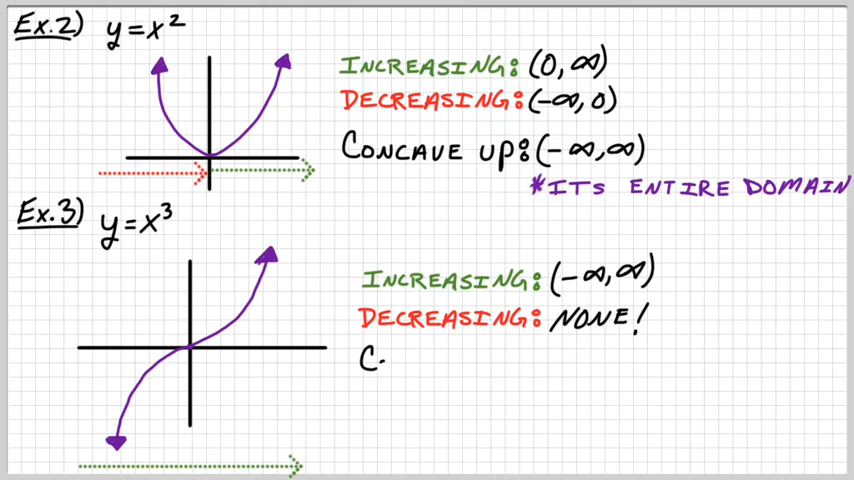 Ex.2) y=x²
INCREASING: (0, ∞)
DECREASING: (-∞, 0)
CONCAVE UP: (-∞, ∞)
*ITS ENTIRE DOMAIN
Ex.3) y=x³
INCREASING: (-∞, ∞)
DECREASING: NONE!
C